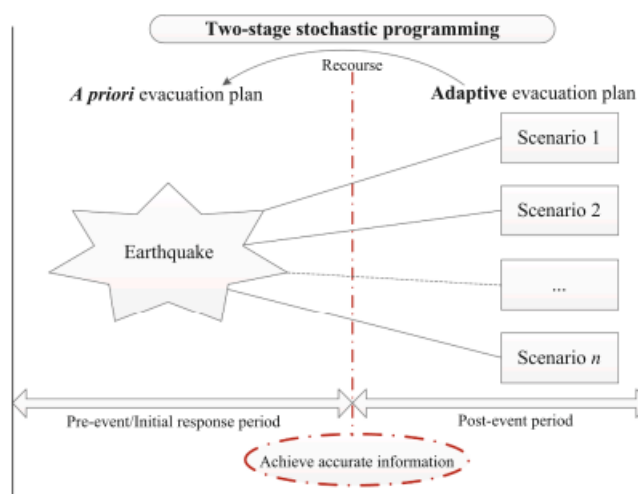 Two-stage stochastic programming
Recourse
A priori evacuation plan
Adaptive evacuation plan
Scenario 1
Scenario 2
Earthquake
...
Scenario n
Pre-event/Initial response period
Post-event period
Achieve accurate information